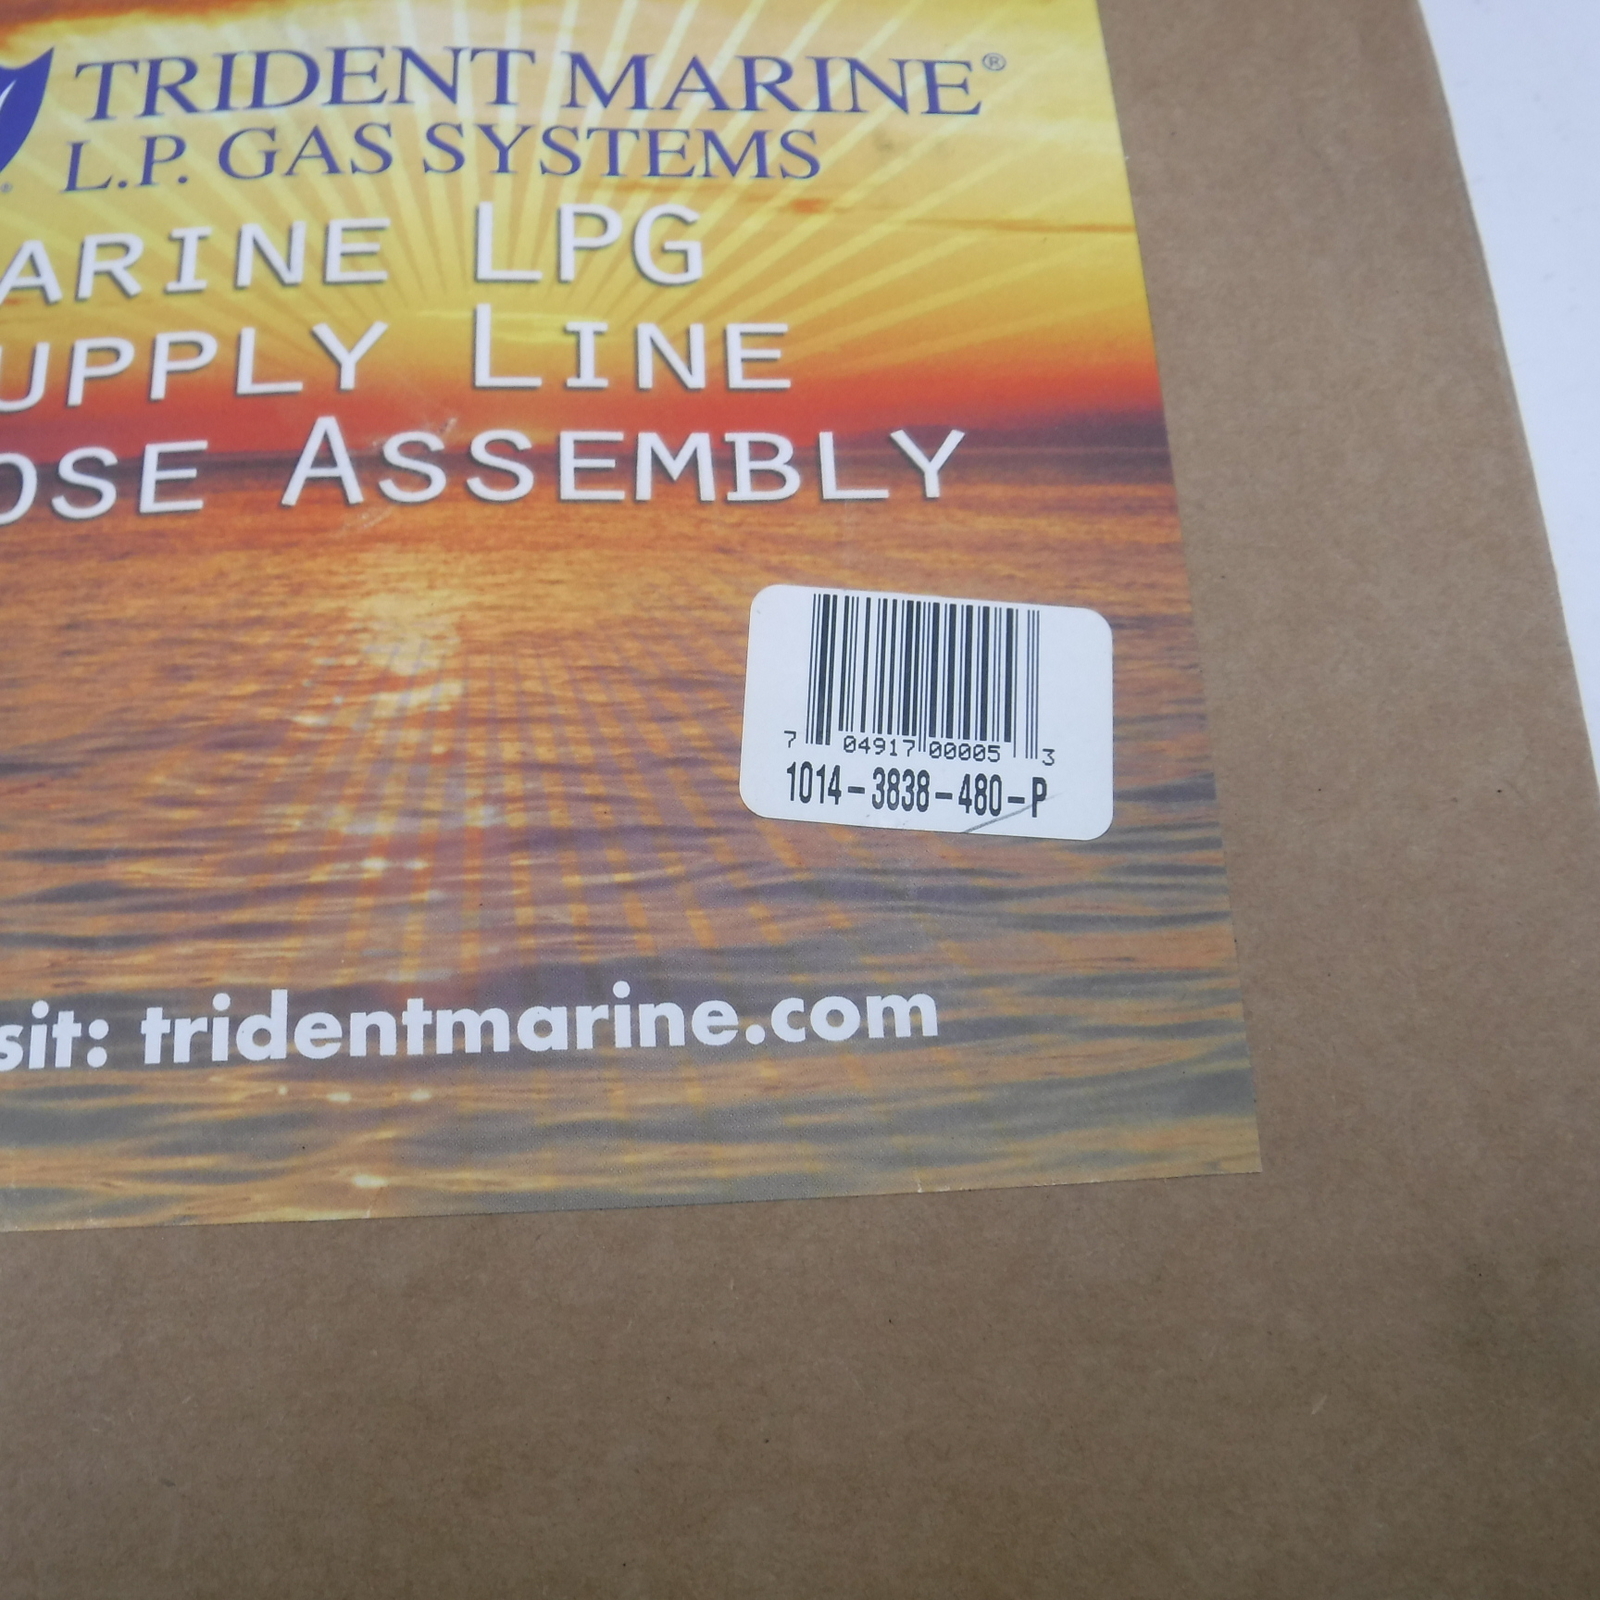 TRIDENT MARINE®
L.P. GAS SYSTEMS
®
ARINE LPG
UPPLY LINE
OSE ASSEMBLY
7 04917 00005 3
1014-3838-480-P
sit: tridentmarine.com